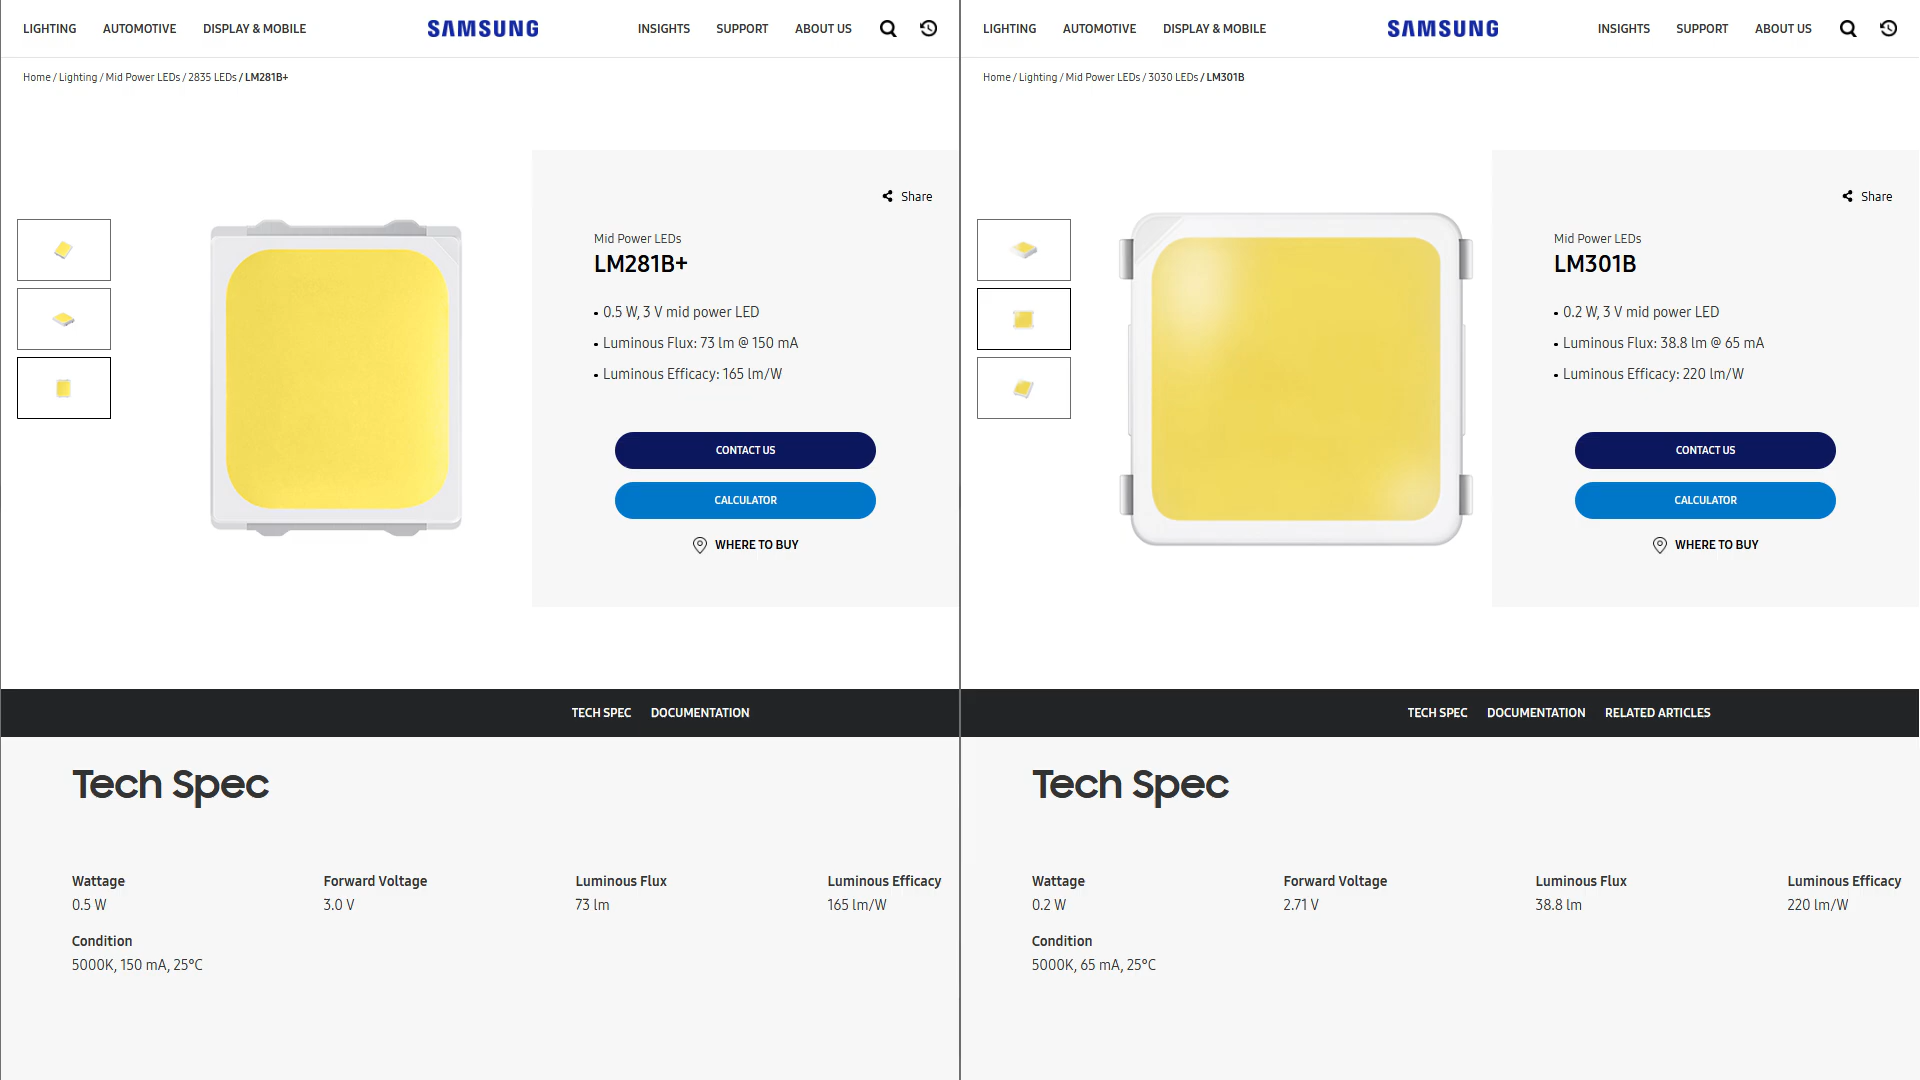 LIGHTING AUTOMOTIVE DISPLAY & MOBILE SAMSUNG INSIGHTS SUPPORT ABOUT US
Home / Lighting / Mid Power LEDs / 2835 LEDs / LM281B+
Share
Mid Power LEDs
LM281B+
• 0.5 W, 3 V mid power LED
• Luminous Flux: 73 lm @ 150 mA
• Luminous Efficacy: 165 lm/W
CONTACT US
CALCULATOR
WHERE TO BUY
TECH SPEC DOCUMENTATION
Tech Spec
Wattage Forward Voltage Luminous Flux Luminous Efficacy
0.5 W 3.0 V 73 lm 165 lm/W
Condition
5000K, 150 mA, 25°C
LIGHTING AUTOMOTIVE DISPLAY & MOBILE SAMSUNG INSIGHTS SUPPORT ABOUT US
Home / Lighting / Mid Power LEDs / 3030 LEDs / LM301B
Share
Mid Power LEDs
LM301B
• 0.2 W, 3 V mid power LED
• Luminous Flux: 38.8 lm @ 65 mA
• Luminous Efficacy: 220 lm/W
CONTACT US
CALCULATOR
WHERE TO BUY
TECH SPEC DOCUMENTATION RELATED ARTICLES
Tech Spec
Wattage Forward Voltage Luminous Flux Luminous Efficacy
0.2 W 2.71 V 38.8 lm 220 lm/W
Condition
5000K, 65 mA, 25°C